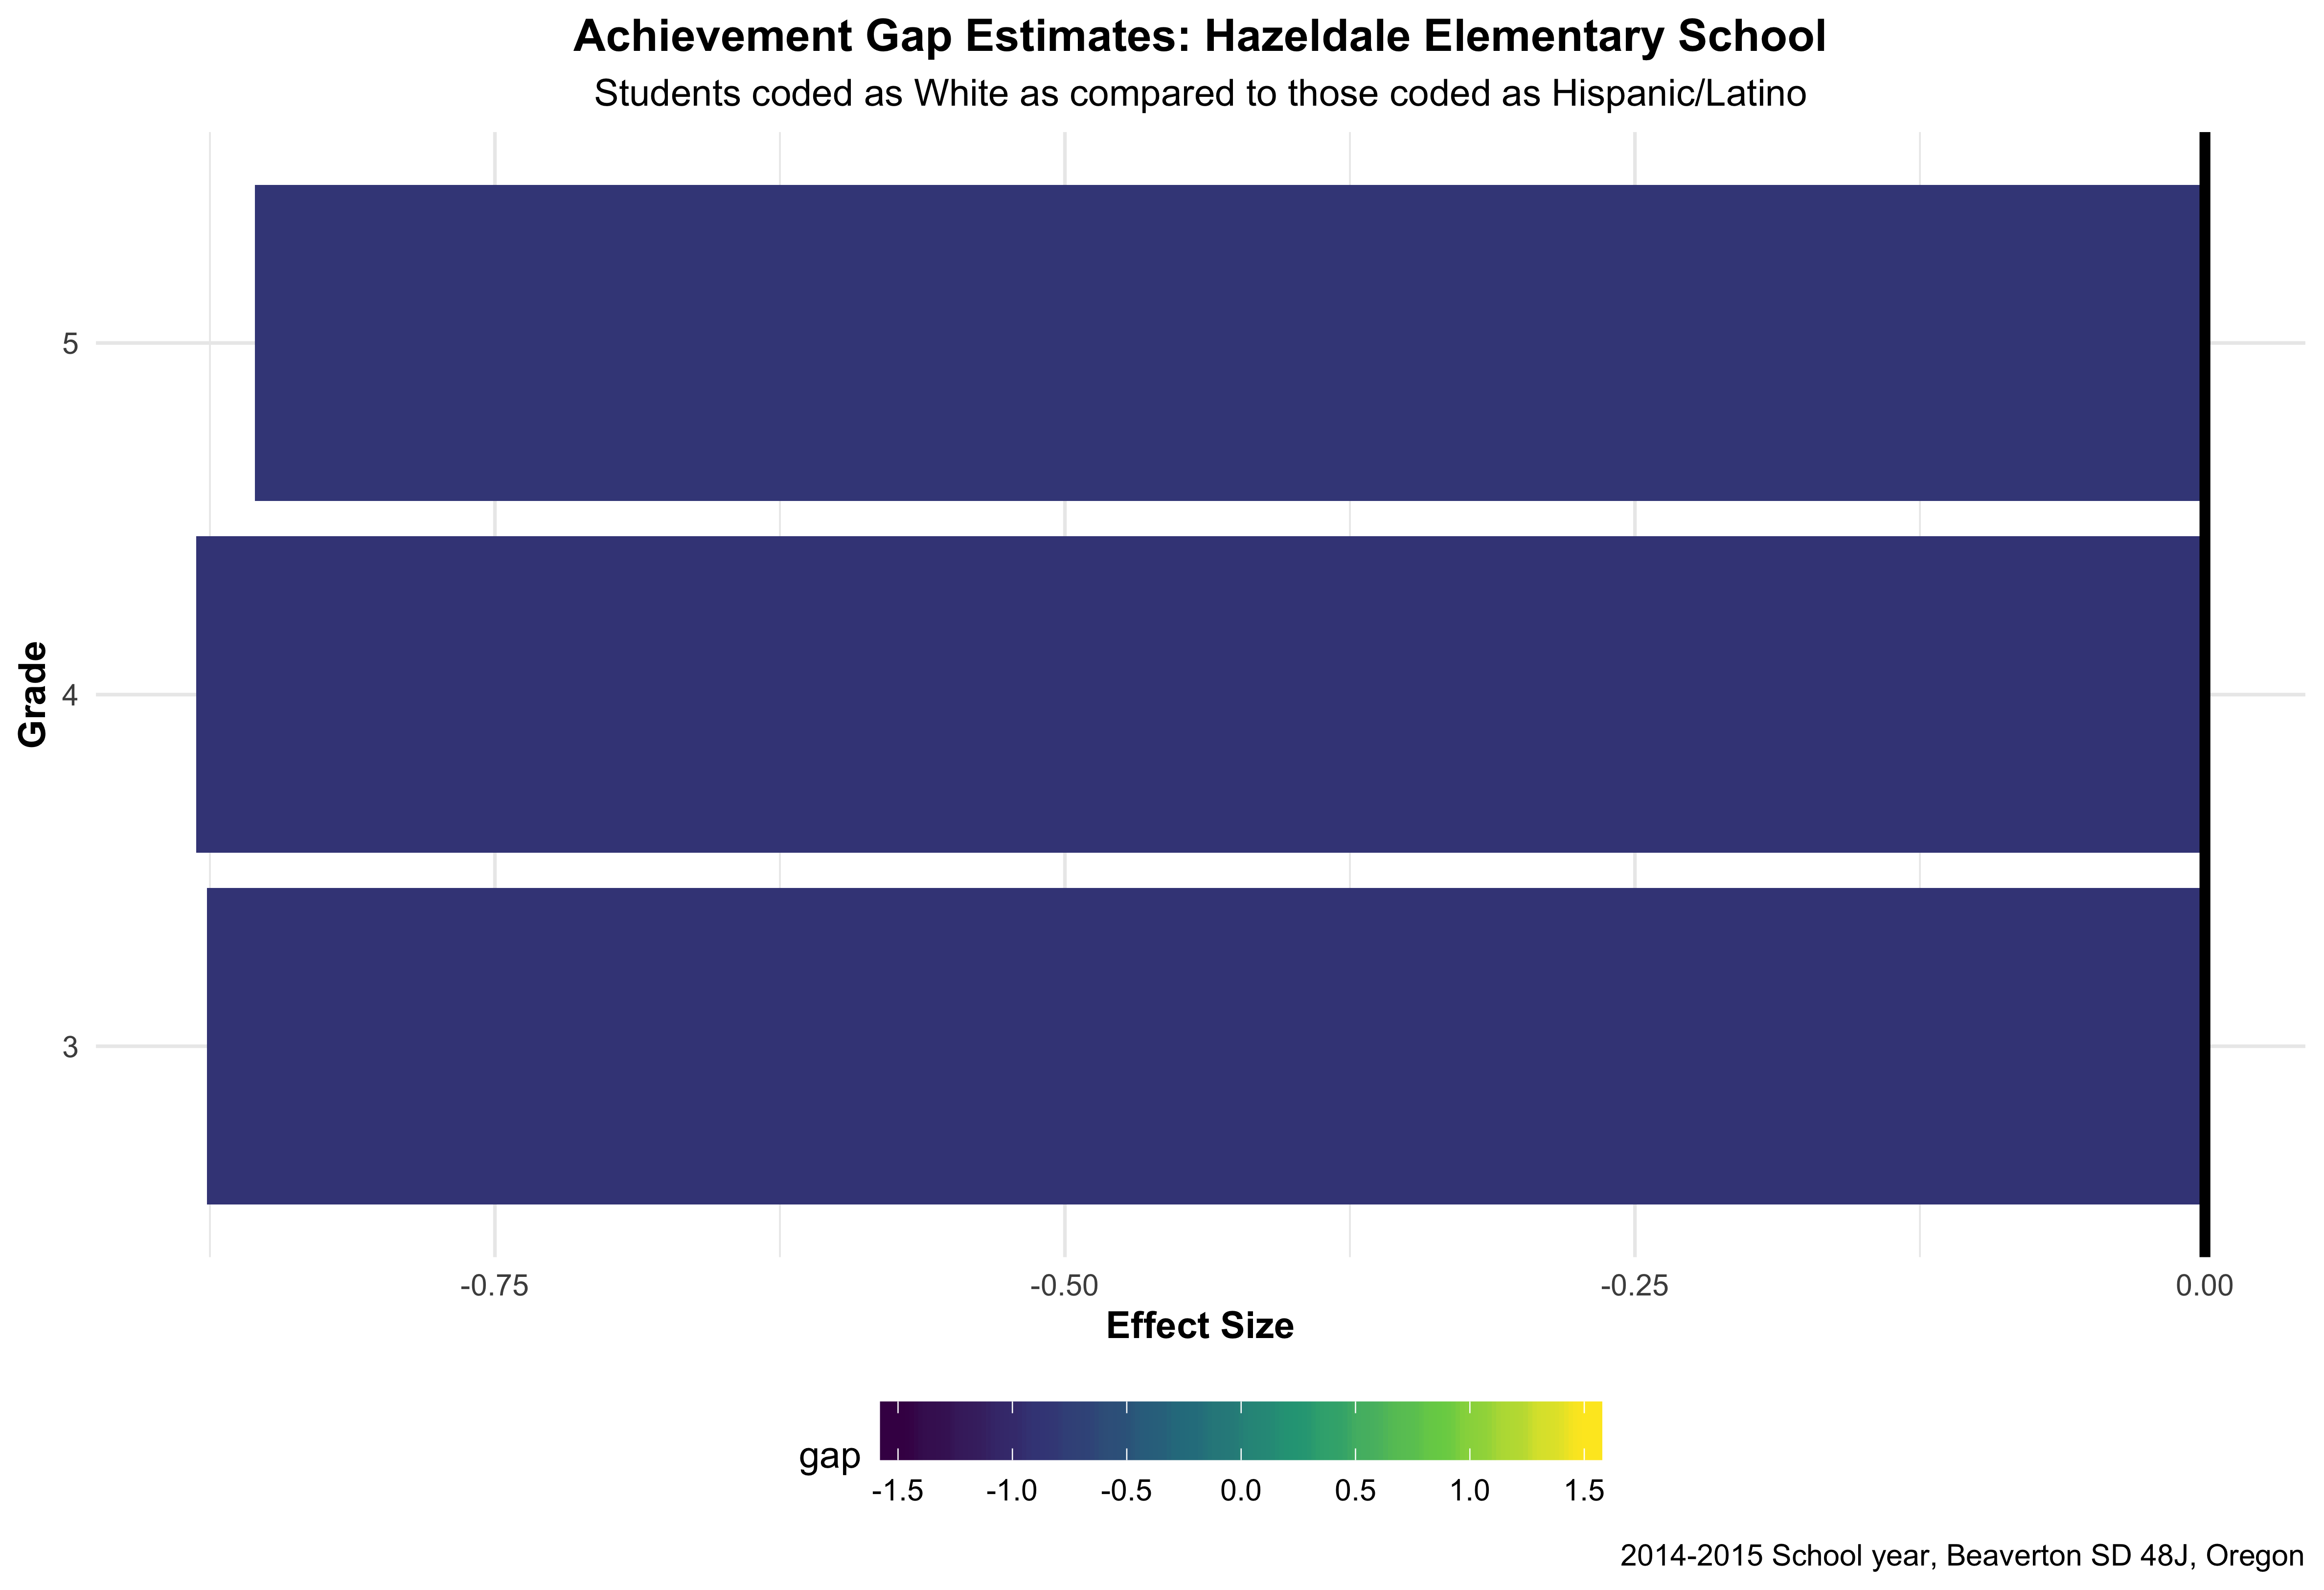 Achievement Gap Estimates: Hazeldale Elementary School
Students coded as White as compared to those coded as Hispanic/Latino
Grade
5
4
3
-0.75 -0.50 -0.25 0.00
Effect Size
gap
-1.5 -1.0 -0.5 0.0 0.5 1.0 1.5
2014-2015 School year, Beaverton SD 48J, Oregon